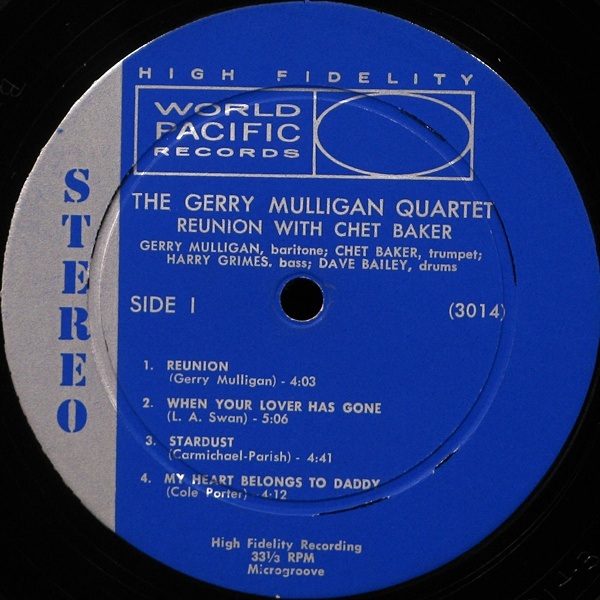 HIGH FIDELITY
WORLD
PACIFIC
RECORDS
STEREO
THE GERRY MULLIGAN QUARTET
REUNION WITH CHET BAKER
GERRY MULLIGAN, baritone; CHET BAKER, trumpet;
HARRY GRIMES. bass; DAVE BAILEY, drums
SIDE 1 (3014)
1. REUNION
(Gerry Mulligan) - 4:03
2. WHEN YOUR LOVER HAS GONE
(L. A. Swan) - 5:06
3. STARDUST
(Carmichael-Parish) - 4:41
4. MY HEART BELONGS TO DADDY
(Cole Porter) - 4:12
High Fidelity Recording
33⅓ RPM
Microgroove